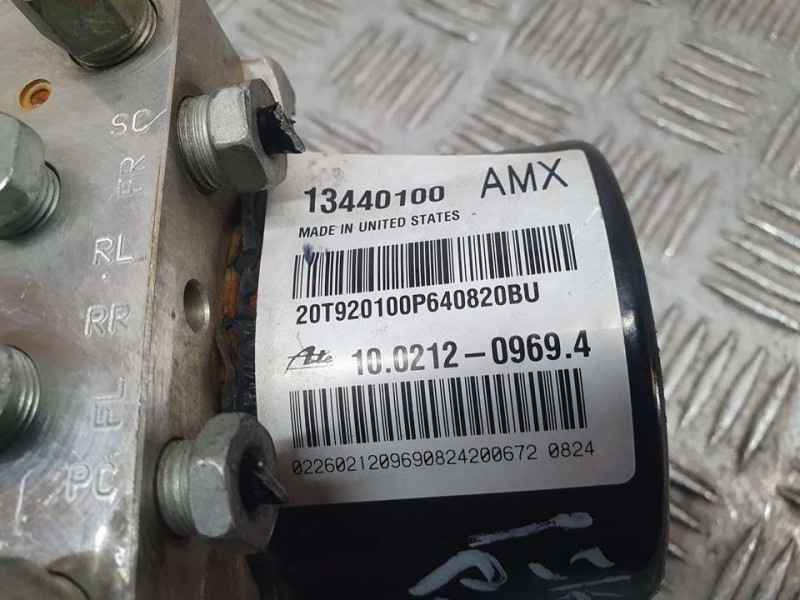 SC
FR
RL
RR
FL
PC
13440100 AMX
MADE IN UNITED STATES
20T920100P640820BU
Ate 10.0212-0969.4
0226021209690824200672 0824